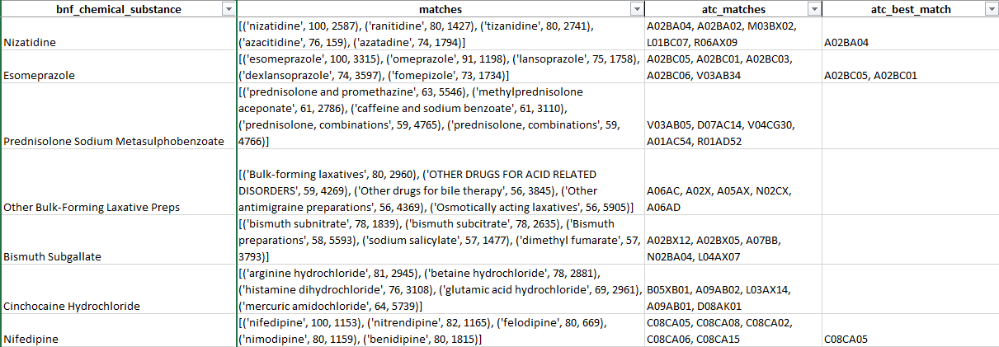 bnf_chemical_substance matches atc_matches atc_best_match
[('nizatidine', 100, 2587), ('ranitidine', 80, 1427), ('tizanidine', 80, 2741), A02BA04, A02BA02, M03BX02,
Nizatidine ('azacitidine', 76, 159), ('azatadine', 74, 1794)] L01BC07, R06AX09 A02BA04
[('esomeprazole', 100, 3315), ('omeprazole', 91, 1198), ('lansoprazole', 75, 1758), A02BC05, A02BC01, A02BC03,
Esomeprazole ('dexlansoprazole', 74, 3597), ('fomepizole', 73, 1734)] A02BC06, V03AB34 A02BC05, A02BC01
[('prednisolone and promethazine', 63, 5546), ('methylprednisolone
aceponate', 61, 2786), ('caffeine and sodium benzoate', 61, 3110),
('prednisolone, combinations', 59, 4765), ('prednisolone, combinations', 59, V03AB05, D07AC14, V04CG30,
Prednisolone Sodium Metasulphobenzoate 4766)] A01AC54, R01AD52
[('Bulk-forming laxatives', 80, 2960), ('OTHER DRUGS FOR ACID RELATED
DISORDERS', 59, 4269), ('Other drugs for bile therapy', 56, 3845), ('Other A06AC, A02X, A05AX, N02CX,
Other Bulk-Forming Laxative Preps antimigraine preparations', 56, 4369), ('Osmotically acting laxatives', 56, 5905)] A06AD
[('bismuth subnitrate', 78, 1839), ('bismuth subcitrate', 78, 2635), ('Bismuth
preparations', 58, 5593), ('sodium salicylate', 57, 1477), ('dimethyl fumarate', 57, A02BX12, A02BX05, A07BB,
Bismuth Subgallate 3793)] N02BA04, L04AX07
[('arginine hydrochloride', 81, 2945), ('betaine hydrochloride', 78, 2881),
('histamine dihydrochloride', 76, 3108), ('glutamic acid hydrochloride', 69, 2961), B05XB01, A09AB02, L03AX14,
Cinchocaine Hydrochloride ('mercuric amidochloride', 64, 5739)] A09AB01, D08AK01
[('nifedipine', 100, 1153), ('nitrendipine', 82, 1165), ('felodipine', 80, 669), C08CA05, C08CA08, C08CA02,
Nifedipine ('nimodipine', 80, 1159), ('benidipine', 80, 1815)] C08CA06, C08CA15 C08CA05